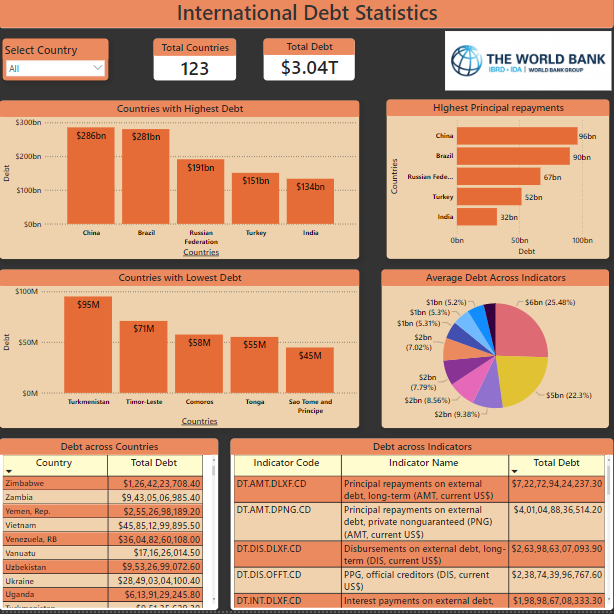 International Debt Statistics
Select Country
All
Total Countries
123
Total Debt
$3.04T
THE WORLD BANK
IBRD • IDA | WORLD BANK GROUP
Countries with Highest Debt
$300bn
$200bn
$100bn
$0bn
Debt
$286bn
$281bn
$191bn
$151bn
$134bn
China
Brazil
Russian
Federation
Turkey
India
Countries
HIghest Principal repayments
Countries
China
96bn
Brazil
90bn
Russian Fede...
67bn
Turkey
52bn
India
32bn
0bn
50bn
100bn
Debt
Countries with Lowest Debt
$100M
$50M
$0M
Debt
$95M
$71M
$58M
$55M
$45M
Turkmenistan
Timor-Leste
Comoros
Tonga
Sao Tome and
Principe
Countries
Average Debt Across Indicators
$1bn (5.2%)
$1bn (5.3%)
$1bn (5.31%)
$2bn
(7.02%)
$2bn
(7.79%)
$2bn (8.56%)
$2bn (9.38%)
$5bn (22.3%)
$6bn (25.48%)
Debt across Countries
Country Total Debt
Zimbabwe $1,26,42,23,708.40
Zambia $9,43,05,06,985.40
Yemen, Rep. $2,55,26,98,189.20
Vietnam $45,85,12,99,895.50
Venezuela, RB $36,04,82,60,108.00
Vanuatu $17,16,26,014.50
Uzbekistan $9,53,26,99,072.60
Ukraine $28,49,03,04,100.40
Uganda $6,13,91,29,245.80
Debt across Indicators
Indicator Code Indicator Name Total Debt
DT.AMT.DLXF.CD Principal repayments on external $7,22,72,94,24,237.30
debt, long-term (AMT, current US$)
DT.AMT.DPNG.CD Principal repayments on external $4,01,04,88,36,514.20
debt, private nonguaranteed (PNG)
(AMT, current US$)
DT.DIS.DLXF.CD Disbursements on external debt, long- $2,63,98,63,07,093.90
term (DIS, current US$)
DT.DIS.OFFT.CD PPG, official creditors (DIS, current $2,38,74,39,96,767.60
US$)
DT.INT.DLXF.CD Interest payments on external debt, $1,98,98,67,08,333.30